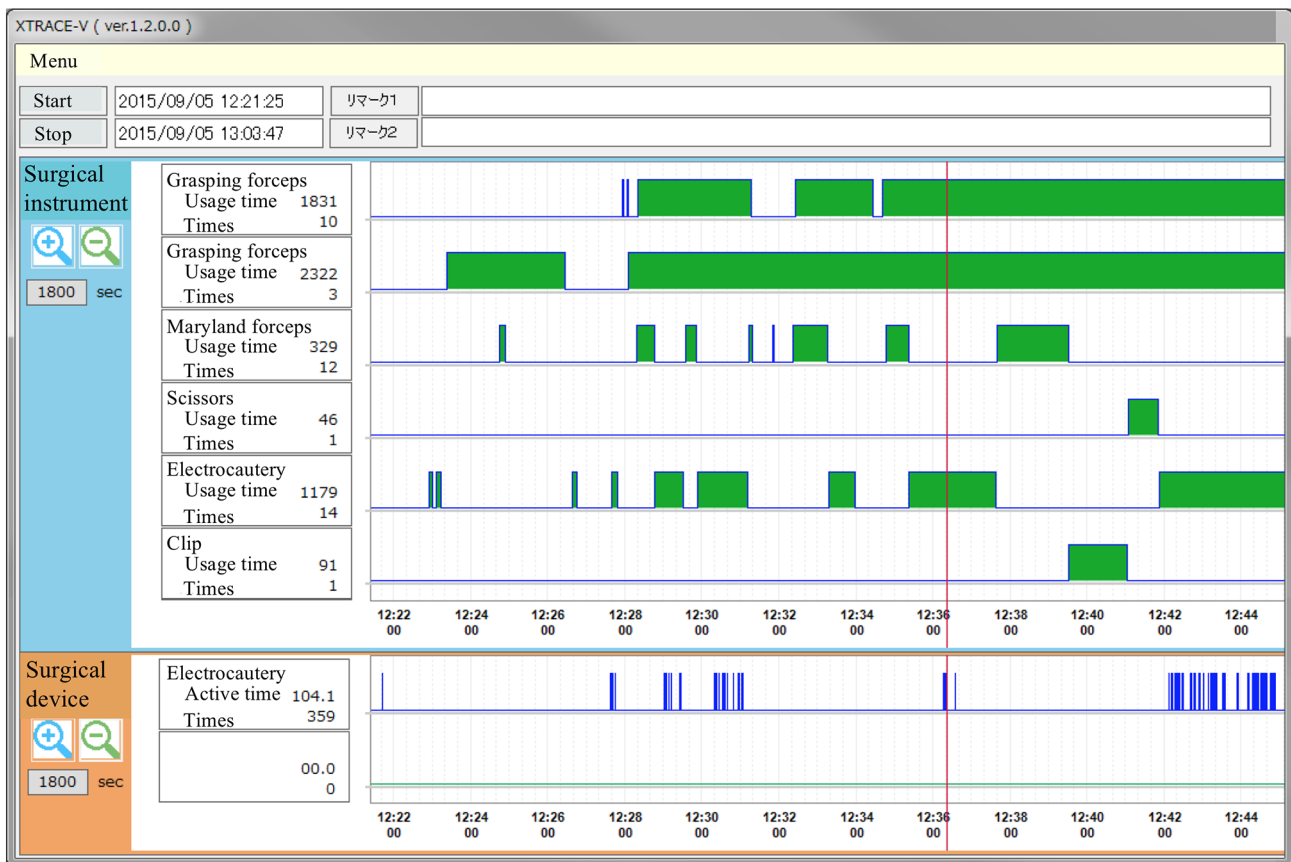 XTRACE-V ( ver.1.2.0.0 )
Menu
Start 2015/09/05 12:21:25 リマーク1
Stop 2015/09/05 13:03:47 リマーク2
Surgical
instrument
1800 sec
Grasping forceps
Usage time 1831
Times 10
Grasping forceps
Usage time 2322
Times 3
Maryland forceps
Usage time 329
Times 12
Scissors
Usage time 46
Times 1
Electrocautery
Usage time 1179
Times 14
Clip
Usage time 91
Times 1
12:22 12:24 12:26 12:28 12:30 12:32 12:34 12:36 12:38 12:40 12:42 12:44
00 00 00 00 00 00 00 00 00 00 00 00
Surgical
device
1800 sec
Electrocautery
Active time 104.1
Times 359
00.0
0
12:22 12:24 12:26 12:28 12:30 12:32 12:34 12:36 12:38 12:40 12:42 12:44
00 00 00 00 00 00 00 00 00 00 00 00